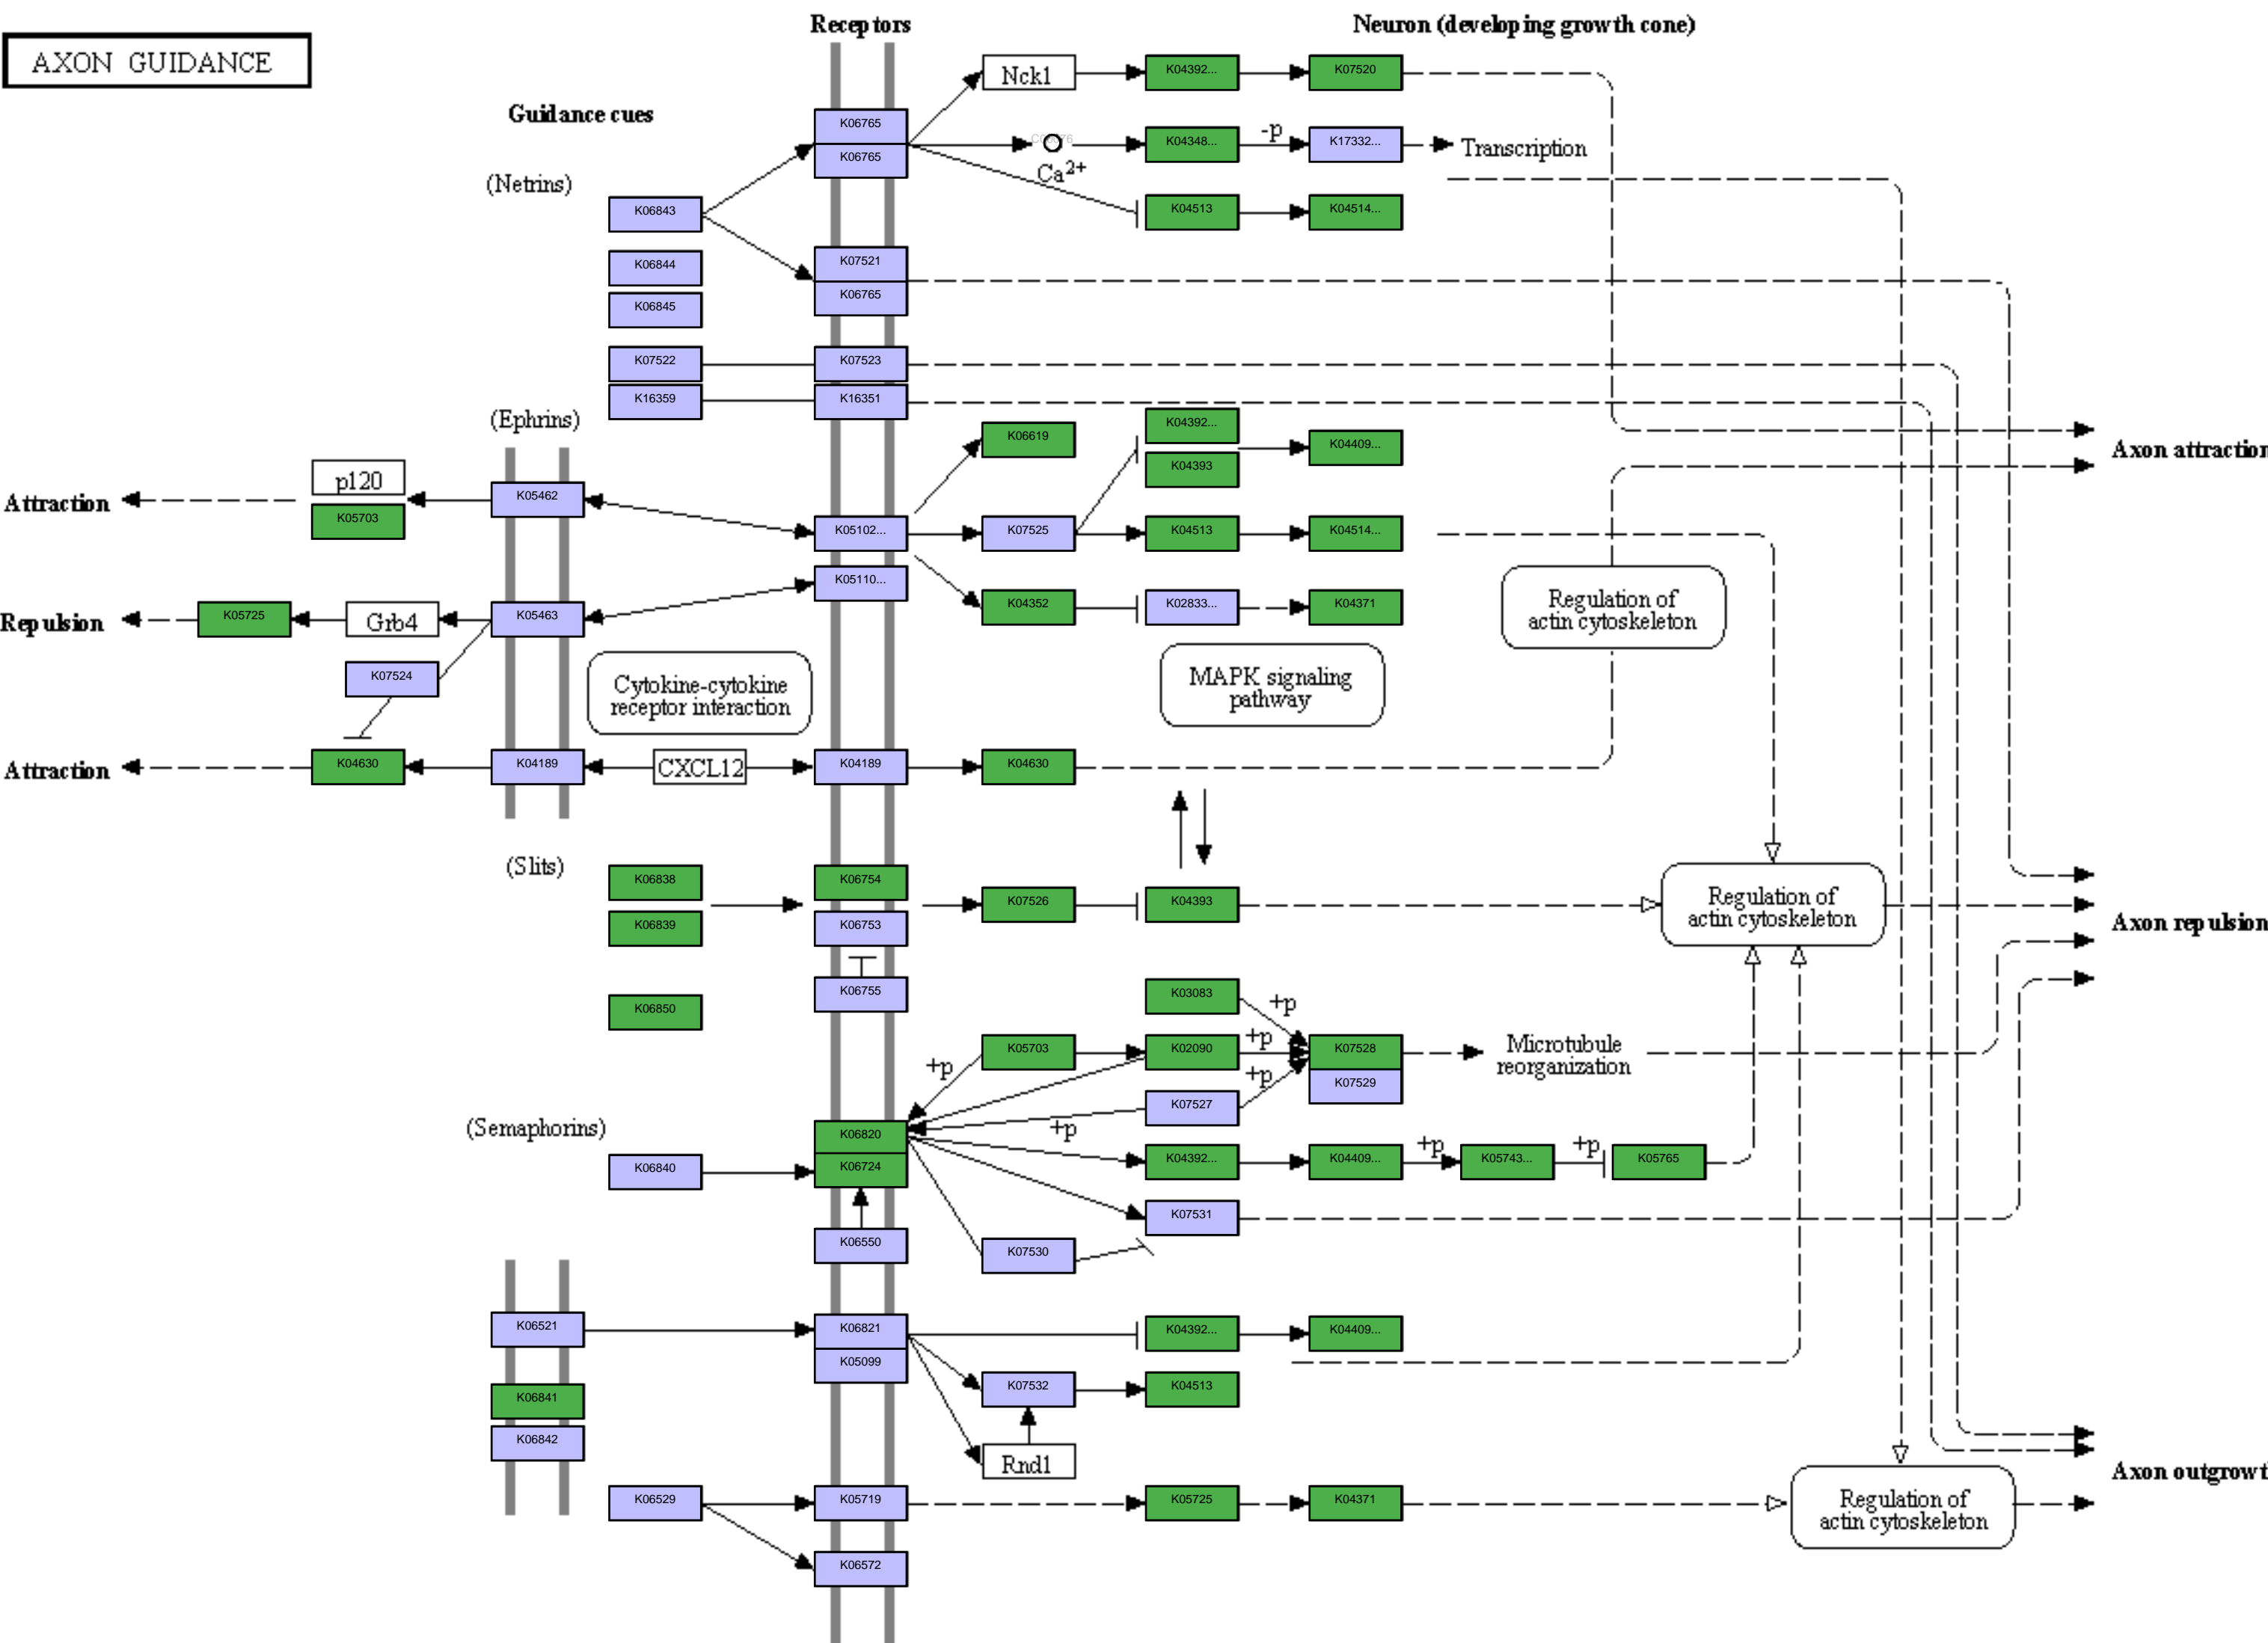 Receptors
Neuron (developing growth cone)
AXON GUIDANCE
Nck1
K04392...
K07520
Guidance cues
K06765
K04348...
-p
K17332...
Transcription
K06765
Ca2+
(Netrins)
K06843
K04513
K04514...
K06844
K07521
K06845
K06765
K07522
K07523
K16359
K16351
(Ephrins)
K06619
K04392...
K04409...
K04393
Axon attraction
p120
Attraction
K05462
K05703
K05102...
K07525
K04513
K04514...
K05110...
Regulation of
actin cytoskeleton
Repulsion
K05725
Grb4
K05463
K04352
K02833...
K04371
K07524
Cytokine-cytokine
receptor interaction
MAPK signaling
pathway
Attraction
K04630
K04189
CXCL12
K04189
K04630
(Slits)
K06838
K06754
K07526
K04393
Regulation of
actin cytoskeleton
K06839
K06753
Axon repulsion
K06850
K06755
K03083
+p
K05703
K02090
+p
K07528
Microtubule
reorganization
+p
+p
K07529
K07527
(Semaphorins)
K06820
+p
K06840
K06724
K04392...
K04409...
+p
K05743...
+p
K05765
K07531
K06550
K07530
K06521
K06821
K04392...
K04409...
K05099
K06841
K07532
K04513
K06842
Rnd1
Axon outgrowt
K06529
K05719
K05725
K04371
Regulation of
actin cytoskeleton
K06572